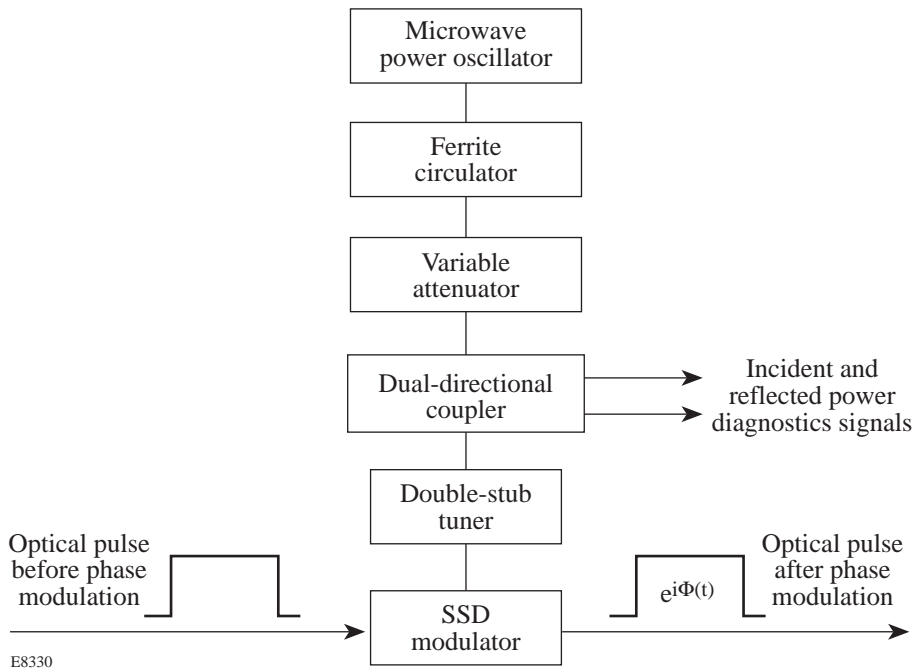 Microwave
power oscillator
Ferrite
circulator
Variable
attenuator
Dual-directional
coupler
Incident and
reflected power
diagnostics signals
Double-stub
tuner
Optical pulse
before phase
modulation
SSD
modulator
e^{iΦ(t)}
Optical pulse
after phase
modulation
E8330